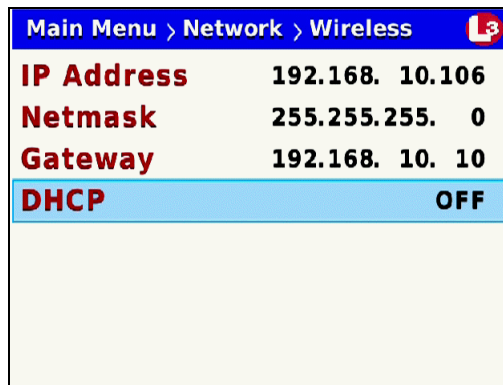 Main Menu > Network > Wireless L3
IP Address 192.168. 10.106
Netmask 255.255.255. 0
Gateway 192.168. 10. 10
DHCP OFF